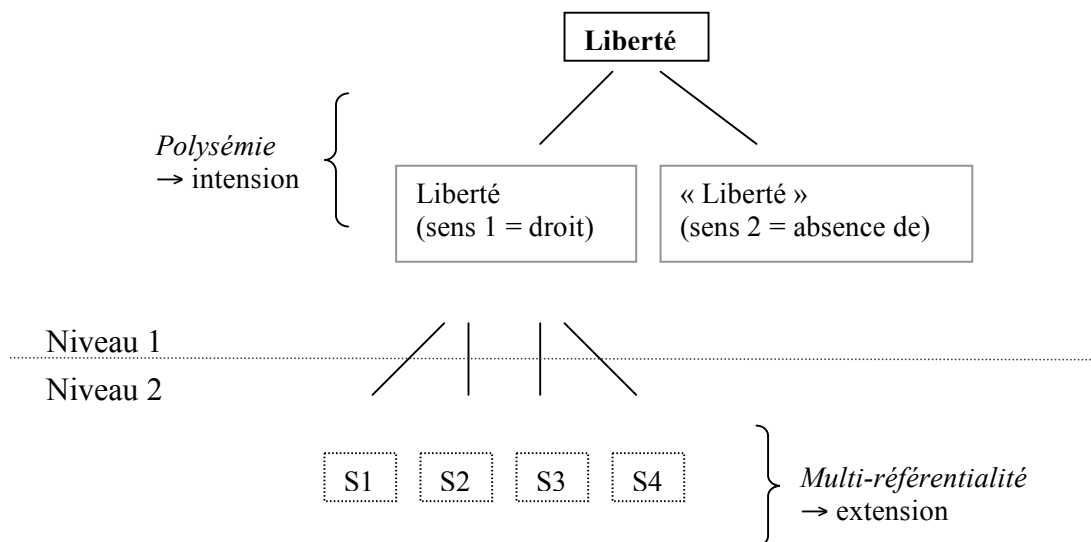 Liberté
Polysémie
→ intension
Liberté
(sens 1 = droit)
« Liberté »
(sens 2 = absence de)
Niveau 1
Niveau 2
S1
S2
S3
S4
Multi-référentialité
→ extension